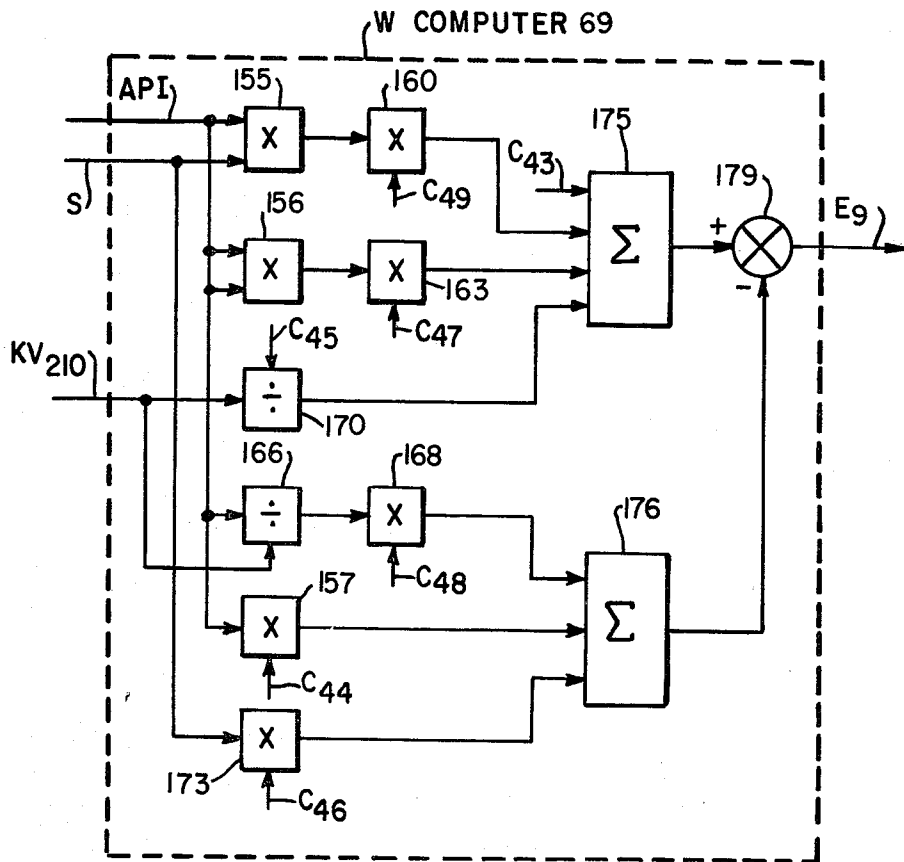 W COMPUTER 69
API
155
160
175
X
X
C43
179
S
C49
E9
156
Σ
+
X
X
163
-
C45
C47
KV210
÷
170
166
168
176
÷
X
C48
157
Σ
X
C44
X
173
C46